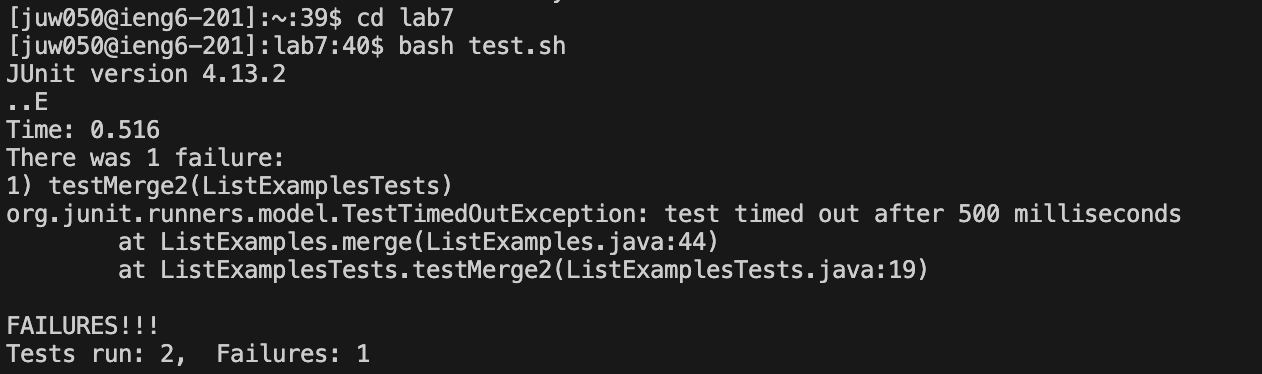 [juw050@ieng6-201]:~:39$ cd lab7
[juw050@ieng6-201]:lab7:40$ bash test.sh
JUnit version 4.13.2
..E
Time: 0.516
There was 1 failure:
1) testMerge2(ListExamplesTests)
org.junit.runners.model.TestTimedOutException: test timed out after 500 milliseconds
        at ListExamples.merge(ListExamples.java:44)
        at ListExamplesTests.testMerge2(ListExamplesTests.java:19)

FAILURES!!!
Tests run: 2,  Failures: 1